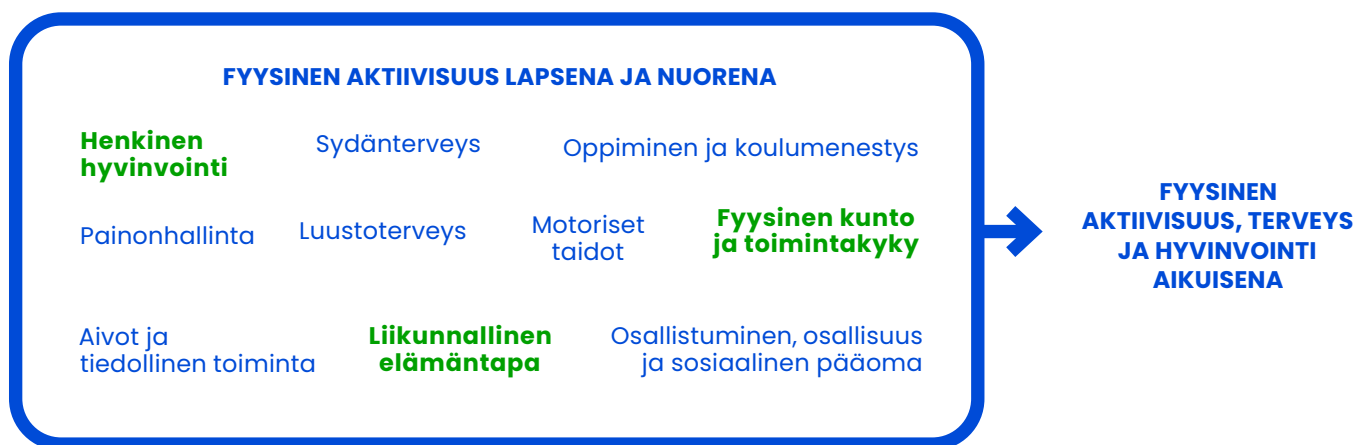 FYYSINEN AKTIIVISUUS LAPSENA JA NUORENA
Henkinen
hyvinvointi
Sydänterveys
Oppiminen ja koulumenestys
Painonhallinta
Luustoterveys
Motoriset
taidot
Fyysinen kunto
ja toimintakyky
Aivot ja
tiedollinen toiminta
Liikunnallinen
elämäntapa
Osallistuminen, osallisuus
ja sosiaalinen pääoma
FYYSINEN
AKTIIVISUUS, TERVEYS
JA HYVINVOINTI
AIKUISENA